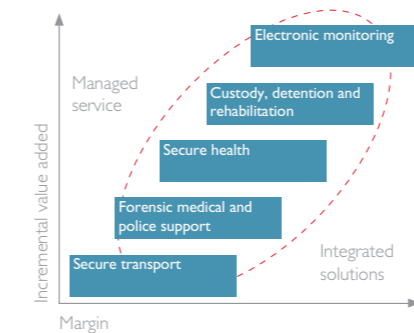 Electronic monitoring
Managed
service
Custody, detention and
rehabilitation
Secure health
Forensic medical and
police support
Integrated
solutions
Secure transport
Incremental value added
Margin